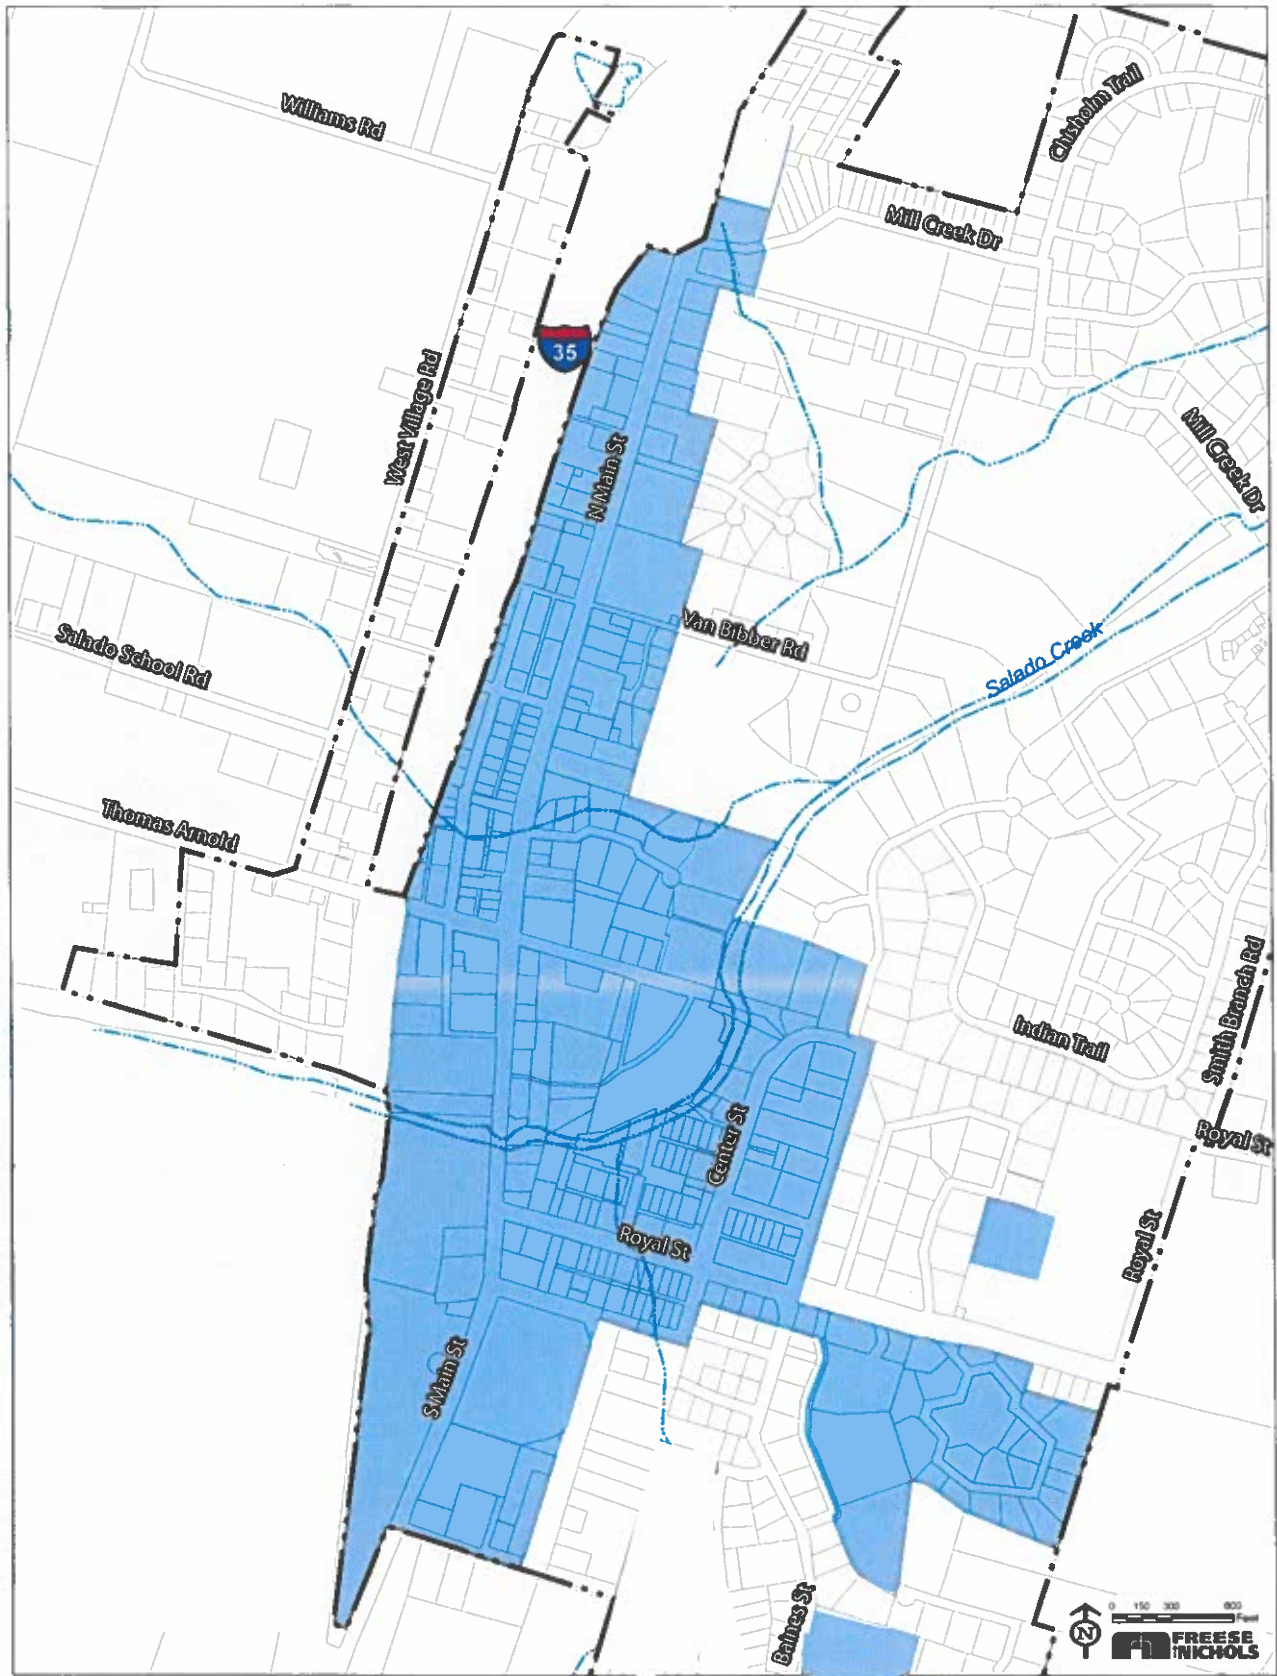 Williams Rd
Chisholm Trail
Mill Creek Dr
35
West Village Rd
N Main St
Mill Creek Dr
Van Bibber Rd
Salado Creek
Salado School Rd
Thomas Arnold
Indian Trail
Smith Branch Rd
Center St
Royal St
Royal St
Royal St
S Main St
Baines St
0 150 300 600
Feet
N
FREESE
AND NICHOLS